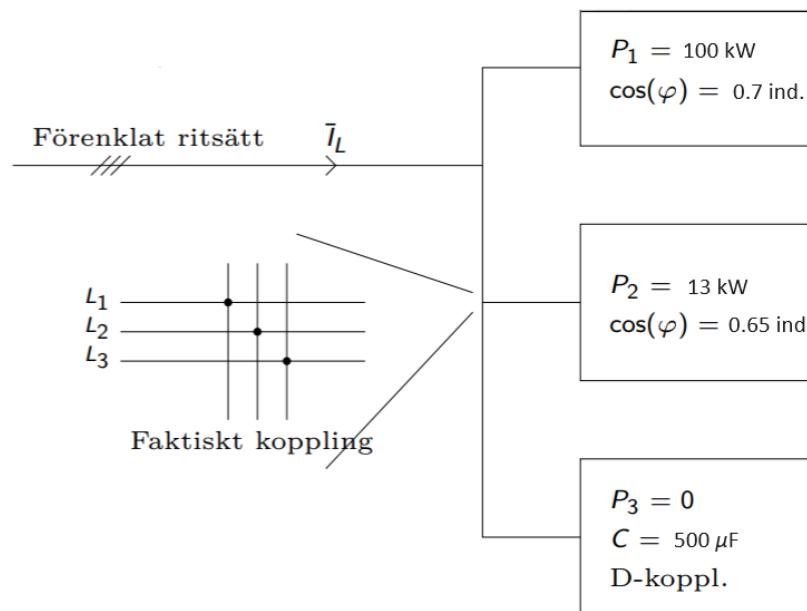 P₁ = 100 kW
cos(φ) = 0.7 ind.
Förenklat ritsätt
Ī_L
L₁
L₂
L₃
Faktiskt koppling
P₂ = 13 kW
cos(φ) = 0.65 ind
P₃ = 0
C = 500 μF
D-koppl.